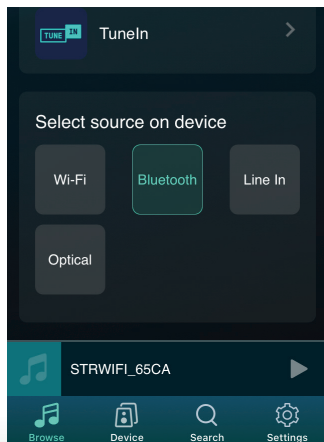 TUNE IN TuneIn
Select source on device
Wi-Fi Bluetooth Line In
Optical
STRWIFI_65CA
Browse Device Search Settings